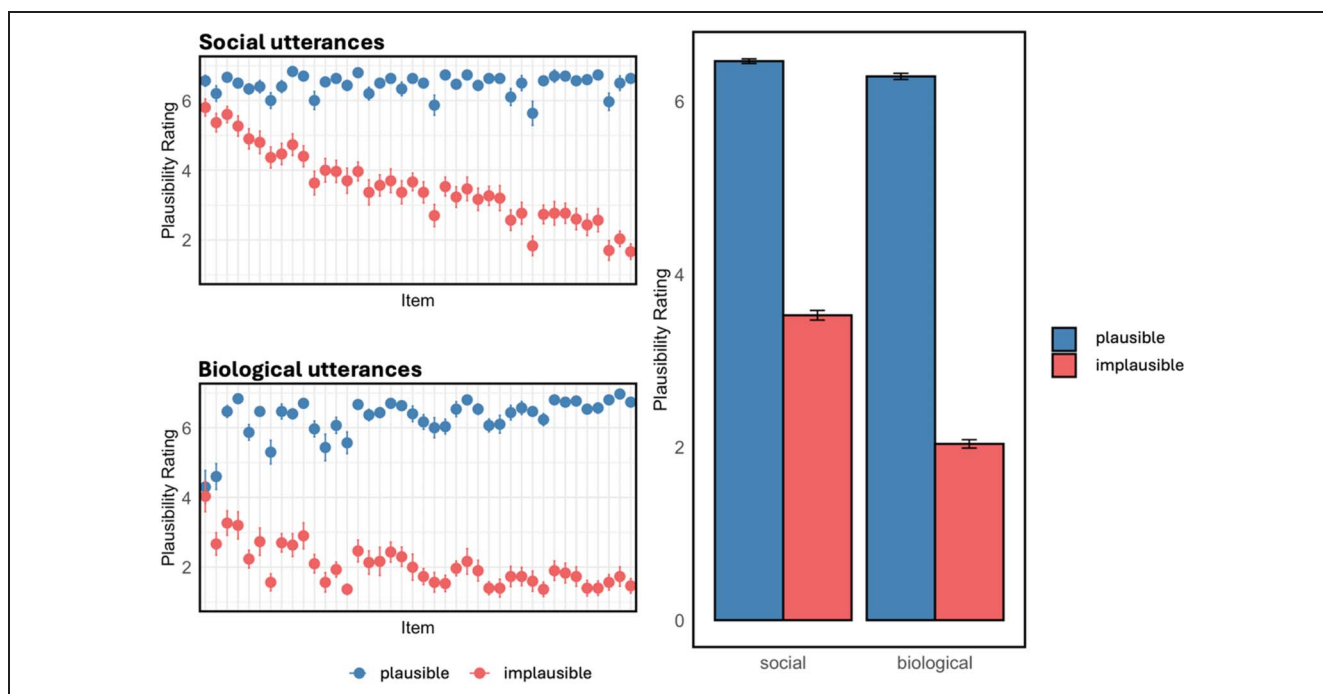 Social utterances
Plausibility Rating
6
4
2
Item
Biological utterances
Plausibility Rating
6
4
2
Item
plausible
implausible
Plausibility Rating
6
4
2
0
social
biological
plausible
implausible